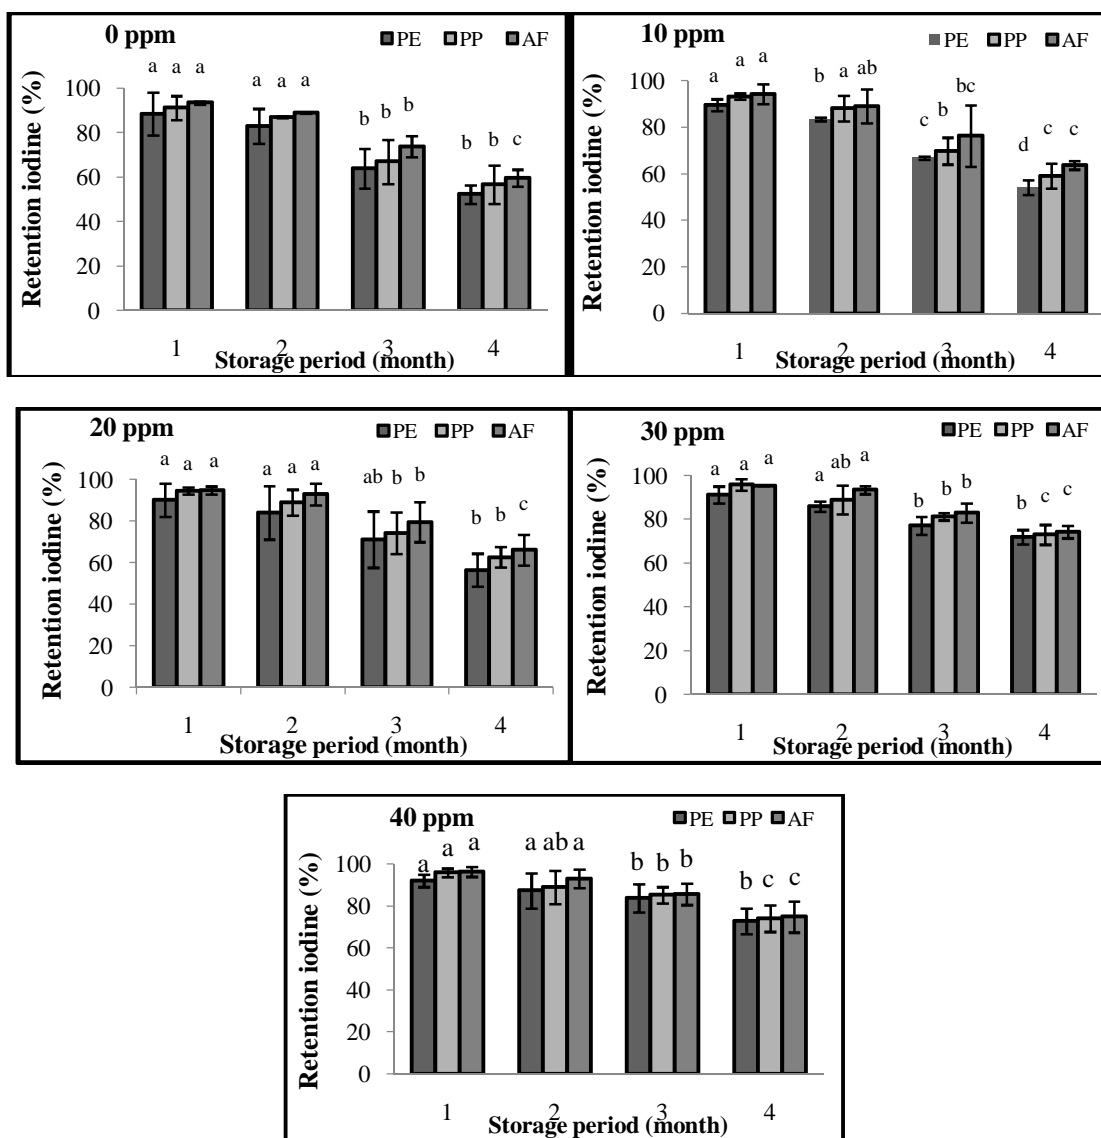 0 ppm
PE PP AF
a a a a a a b b b b b c
Retention iodine (%)
100
80
60
40
20
0
1 2 3 4
Storage period (month)
10 ppm
PE PP AF
a a a b a ab c b bc d c c
Retention iodine (%)
100
80
60
40
20
0
1 2 3 4
Storage period (month)
20 ppm
PE PP AF
a a a a a a ab b b b b c
Retention iodine (%)
100
80
60
40
20
0
1 2 3 4
Storage period (month)
30 ppm
PE PP AF
a a a a ab a b b b b c c
Retention iodine (%)
100
80
60
40
20
0
1 2 3 4
Storage period (month)
40 ppm
PE PP AF
a a a a ab a b b b b c c
Retention iodine (%)
100
80
60
40
20
0
1 2 3 4
Storage period (month)